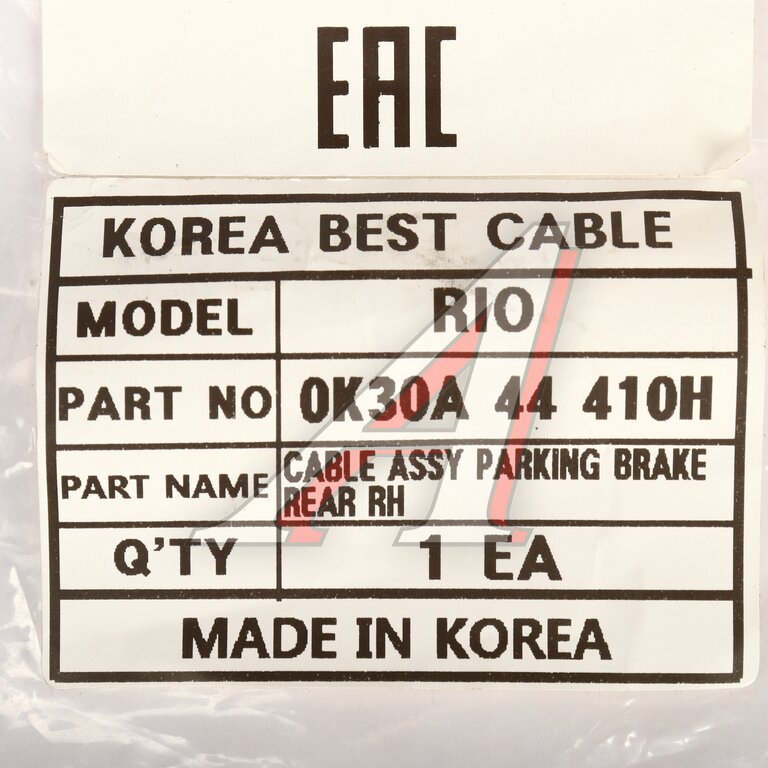 EAC
KOREA BEST CABLE
MODEL RIO
PART NO 0K30A 44 410H
PART NAME CABLE ASSY PARKING BRAKE
REAR RH
Q'TY 1 EA
MADE IN KOREA